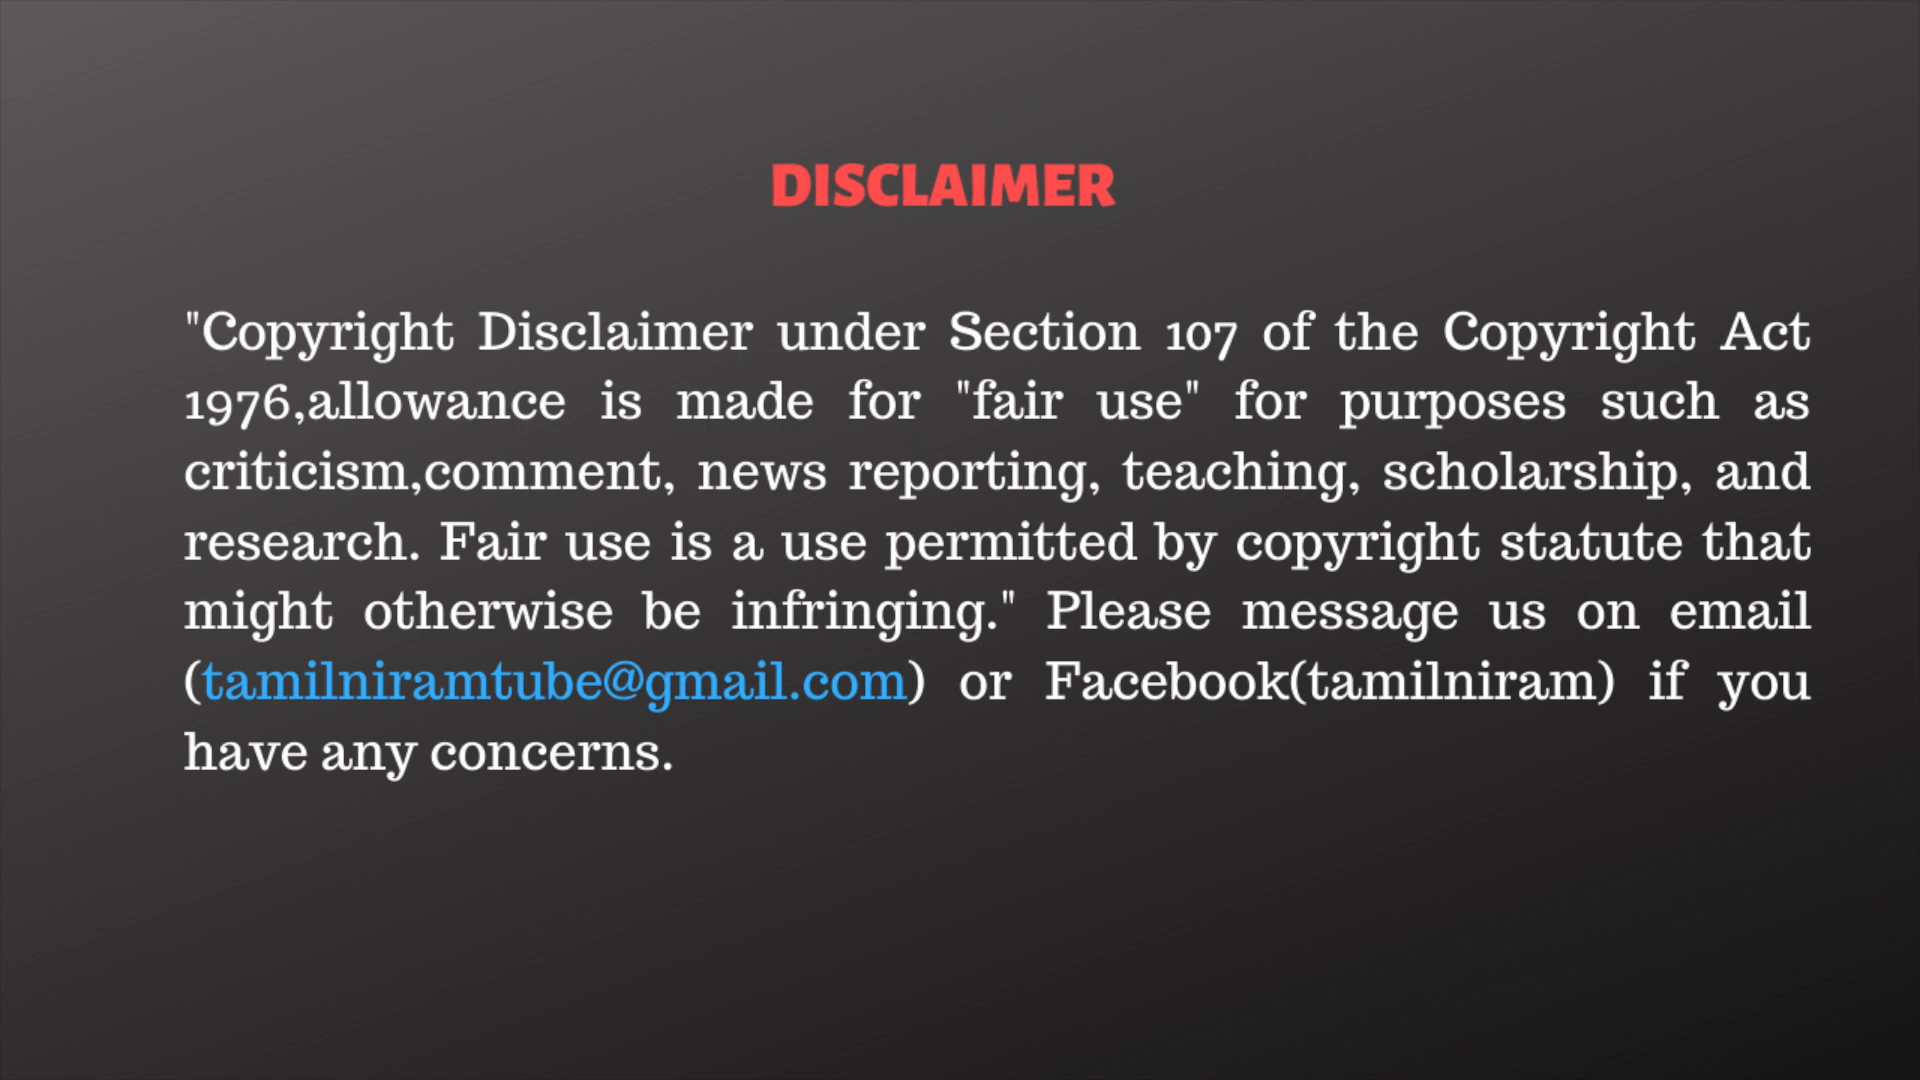 DISCLAIMER
"Copyright Disclaimer under Section 107 of the Copyright Act
1976,allowance is made for "fair use" for purposes such as
criticism,comment, news reporting, teaching, scholarship, and
research. Fair use is a use permitted by copyright statute that
might otherwise be infringing." Please message us on email
(tamilniramtube@gmail.com) or Facebook(tamilniram) if you
have any concerns.